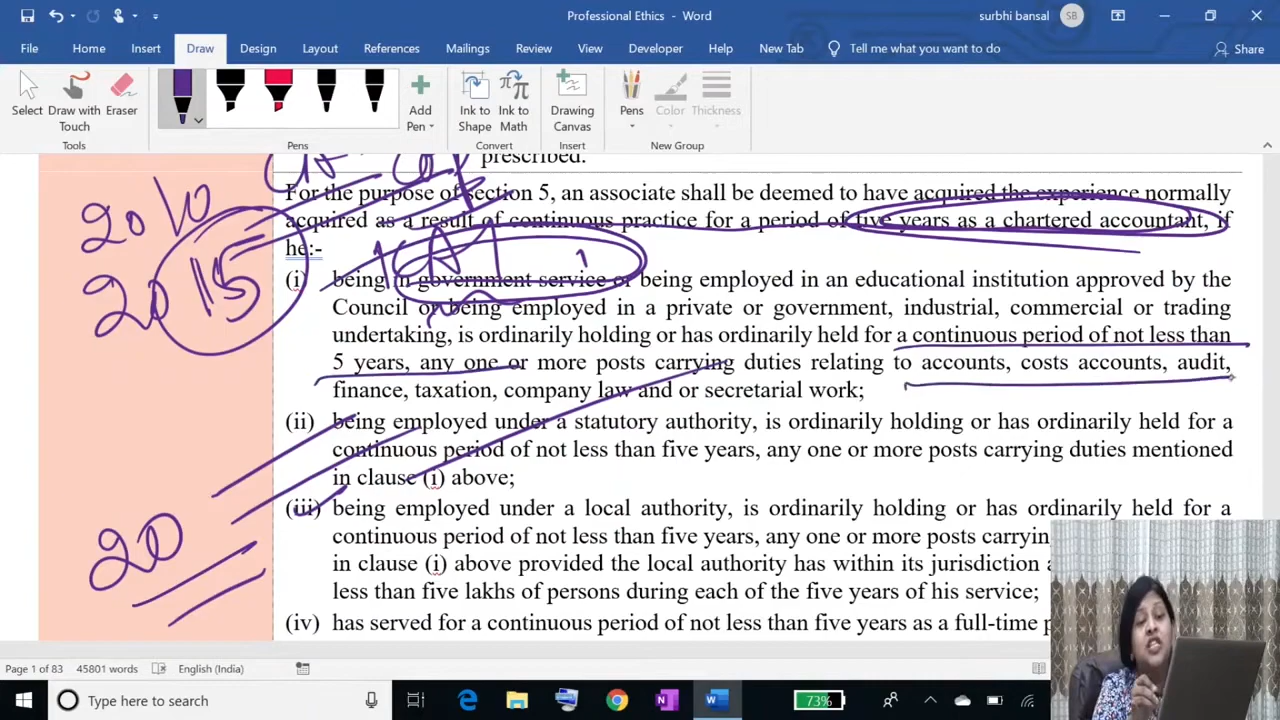 Professional Ethics - Word
surbhi bansal SB
File Home Insert Draw Design Layout References Mailings Review View Developer Help New Tab Tell me what you want to do Share
Select Draw with Touch Eraser Add Pen Ink to Shape Ink to Math Drawing Canvas Pens Color Thickness
Tools Pens Convert Insert New Group
prescribed.
For the purpose of section 5, an associate shall be deemed to have acquired the experience normally
acquired as a result of continuous practice for a period of five years as a chartered accountant, if
he:-
(i) being in government service or being employed in an educational institution approved by the
Council or being employed in a private or government, industrial, commercial or trading
undertaking, is ordinarily holding or has ordinarily held for a continuous period of not less than
5 years, any one or more posts carrying duties relating to accounts, costs accounts, audit,
finance, taxation, company law and or secretarial work;
(ii) being employed under a statutory authority, is ordinarily holding or has ordinarily held for a
continuous period of not less than five years, any one or more posts carrying duties mentioned
in clause (i) above;
(iii) being employed under a local authority, is ordinarily holding or has ordinarily held for a
continuous period of not less than five years, any one or more posts carrying
in clause (i) above provided the local authority has within its jurisdiction a
less than five lakhs of persons during each of the five years of his service;
(iv) has served for a continuous period of not less than five years as a full-time
2010
2015
20
Page 1 of 83 45801 words English (India)
Type here to search
73%